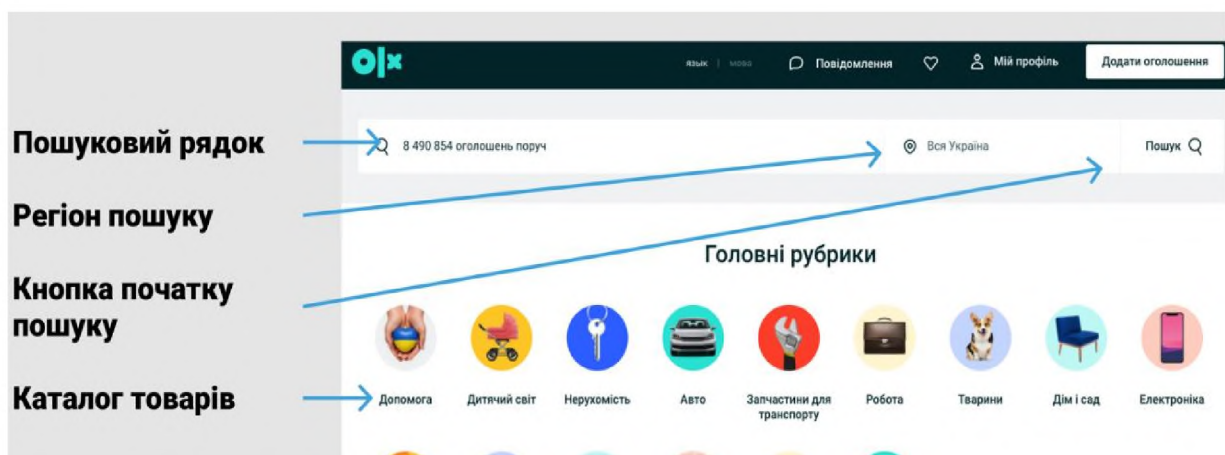 olx
язык | мова
Повідомлення
Мій профіль
Додати оголошення
Пошуковий рядок
8 490 854 оголошень поруч
Вся Україна
Пошук
Регіон пошуку
Головні рубрики
Кнопка початку
пошуку
Каталог товарів
Допомога
Дитячий світ
Нерухомість
Авто
Запчастини для
транспорту
Робота
Тварини
Дім і сад
Електроніка